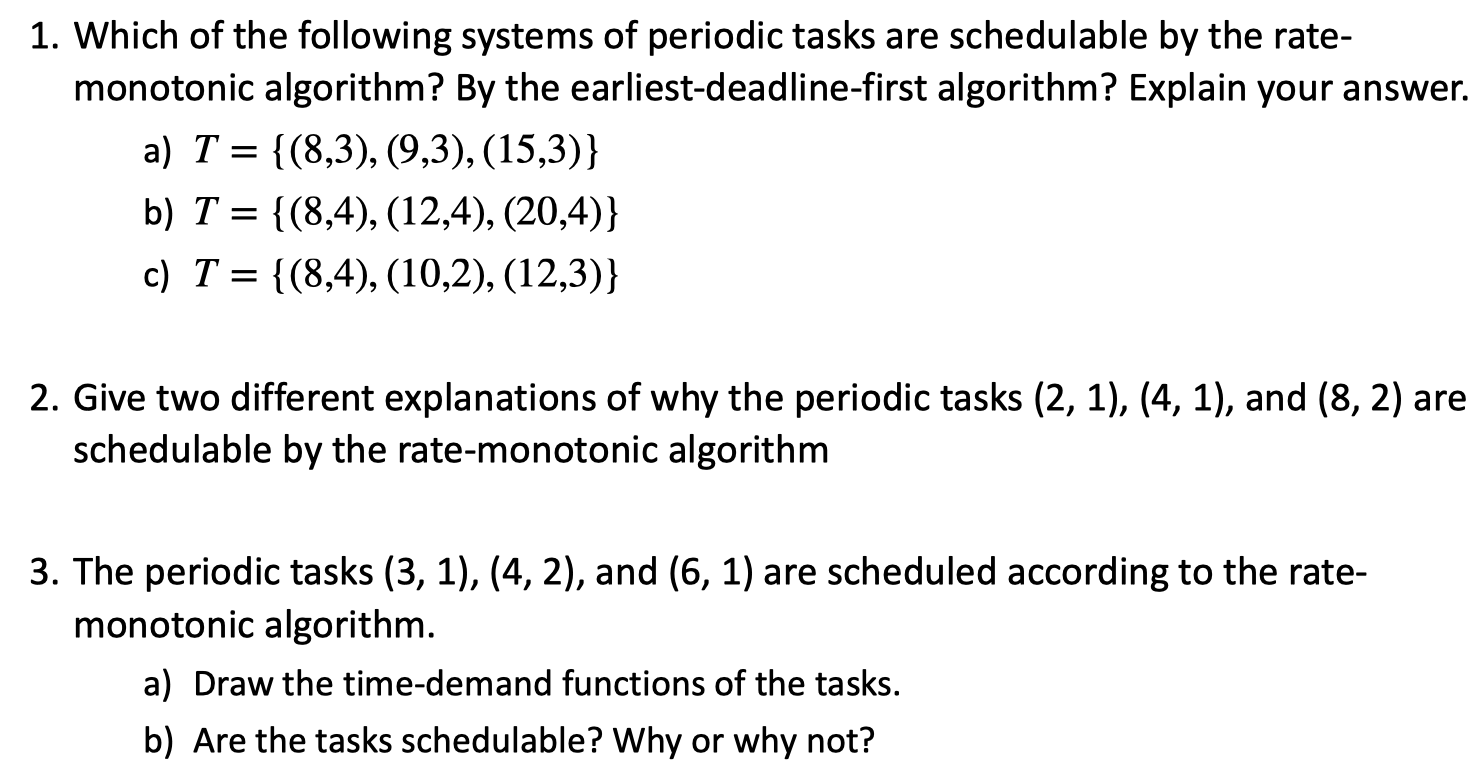 1. Which of the following systems of periodic tasks are schedulable by the rate-
monotonic algorithm? By the earliest-deadline-first algorithm? Explain your answer.
a) T = {(8,3), (9,3), (15,3)}
b) T = {(8,4), (12,4), (20,4)}
c) T = {(8,4), (10,2), (12,3)}
2. Give two different explanations of why the periodic tasks (2, 1), (4, 1), and (8, 2) are
schedulable by the rate-monotonic algorithm
3. The periodic tasks (3, 1), (4, 2), and (6, 1) are scheduled according to the rate-
monotonic algorithm.
a) Draw the time-demand functions of the tasks.
b) Are the tasks schedulable? Why or why not?